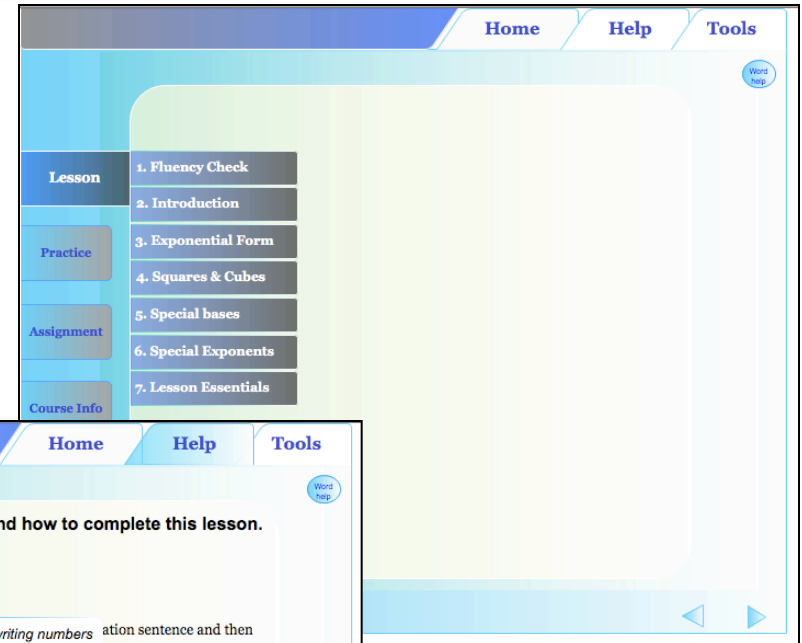 Home Help Tools
Word
help
Lesson
1. Fluency Check
2. Introduction
Practice
3. Exponential Form
4. Squares & Cubes
5. Special bases
Assignment
6. Special Exponents
7. Lesson Essentials
Course Info
Home Help Tools
Word
help
nd how to complete this lesson.
writing numbers ation sentence and then